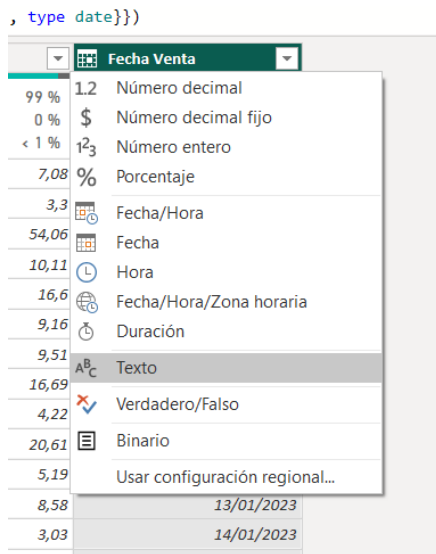 , type date}})
Fecha Venta
99 %
0 %
< 1 %
7,08
3,3
54,06
10,11
16,6
9,16
9,51
16,69
4,22
20,61
5,19
8,58
3,03
1.2 Número decimal
$ Número decimal fijo
123 Número entero
% Porcentaje
Fecha/Hora
Fecha
Hora
Fecha/Hora/Zona horaria
Duración
ABC Texto
Verdadero/Falso
Binario
Usar configuración regional...
13/01/2023
14/01/2023